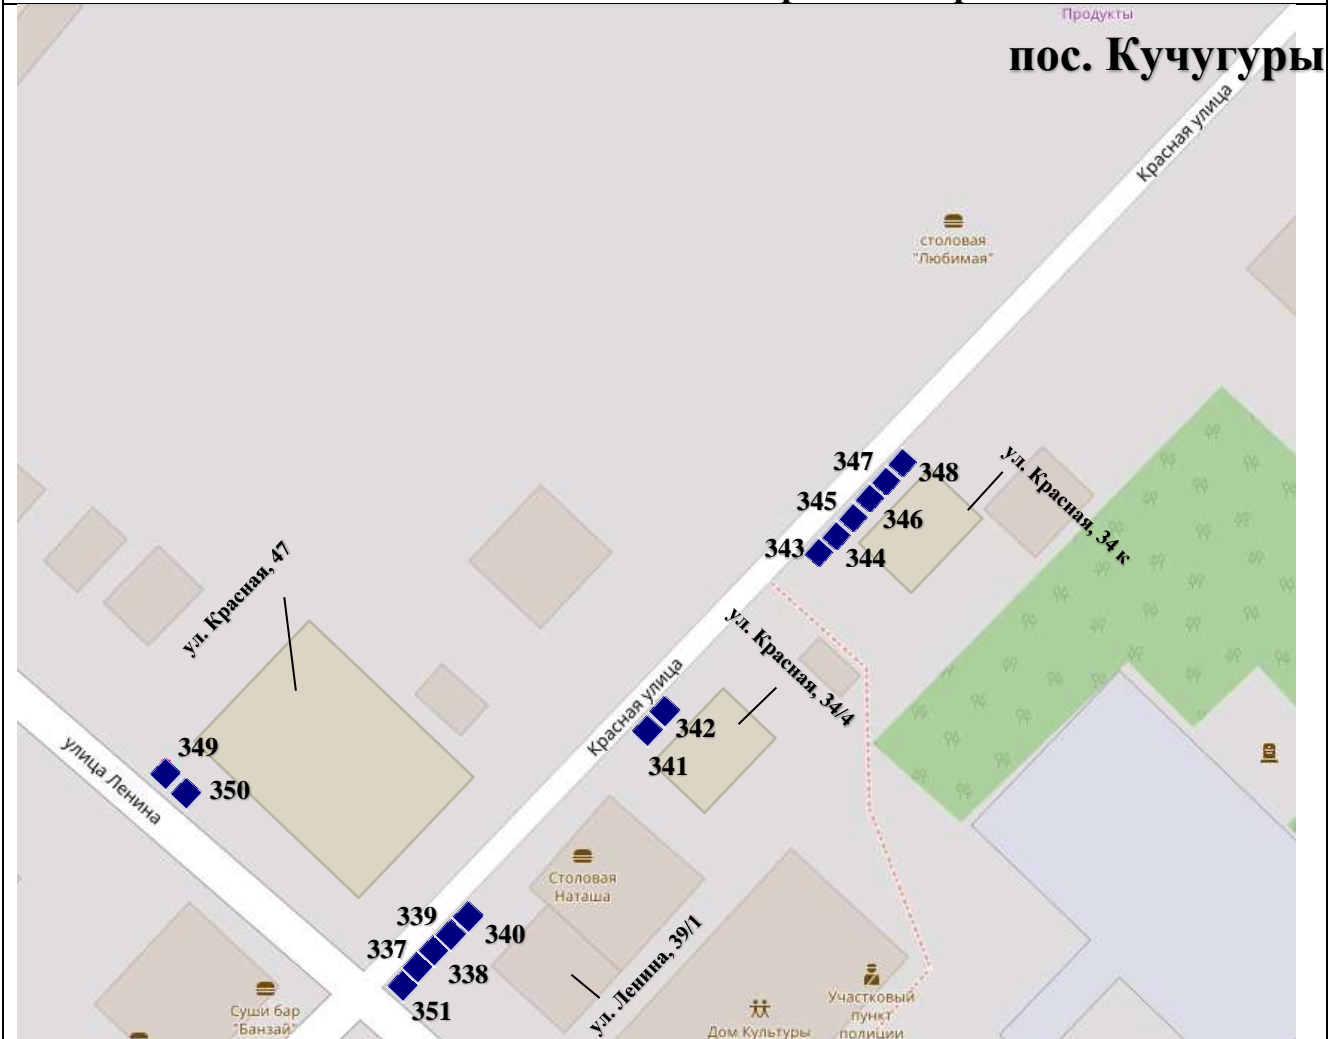 Продукты
пос. Кучугуры
Красная улица
столовая
"Любимая"
347
348
345
346
343
344
ул. Красная, 34 к
ул. Красная, 47
ул. Красная, 34/4
Красная улица
342
341
349
350
улица Ленина
Столовая
Наташа
339
340
337
338
351
ул. Ленина, 39/1
Суши бар
"Банзай"
Дом Культуры
Участковый
пункт
полиции